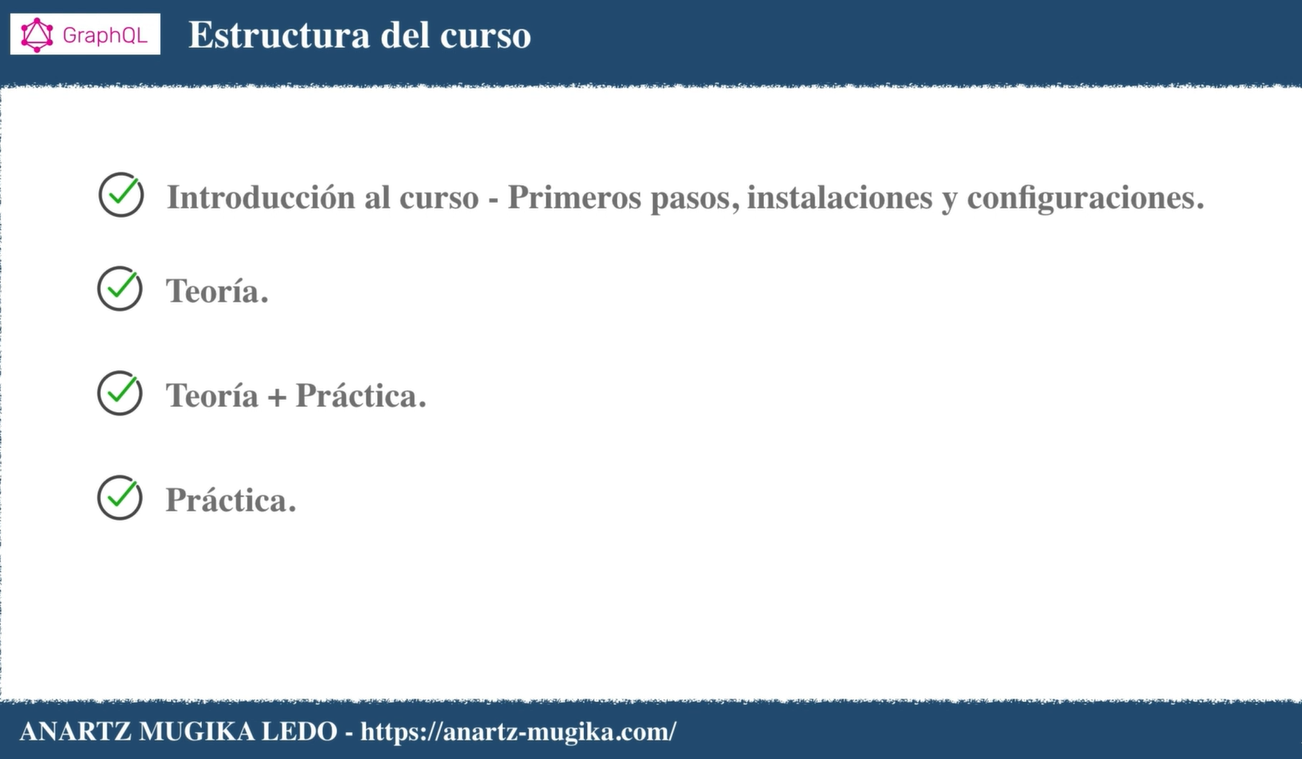 GraphQL
Estructura del curso
Introducción al curso - Primeros pasos, instalaciones y configuraciones.
Teoría.
Teoría + Práctica.
Práctica.
ANARTZ MUGIKA LEDO - https://anartz-mugika.com/